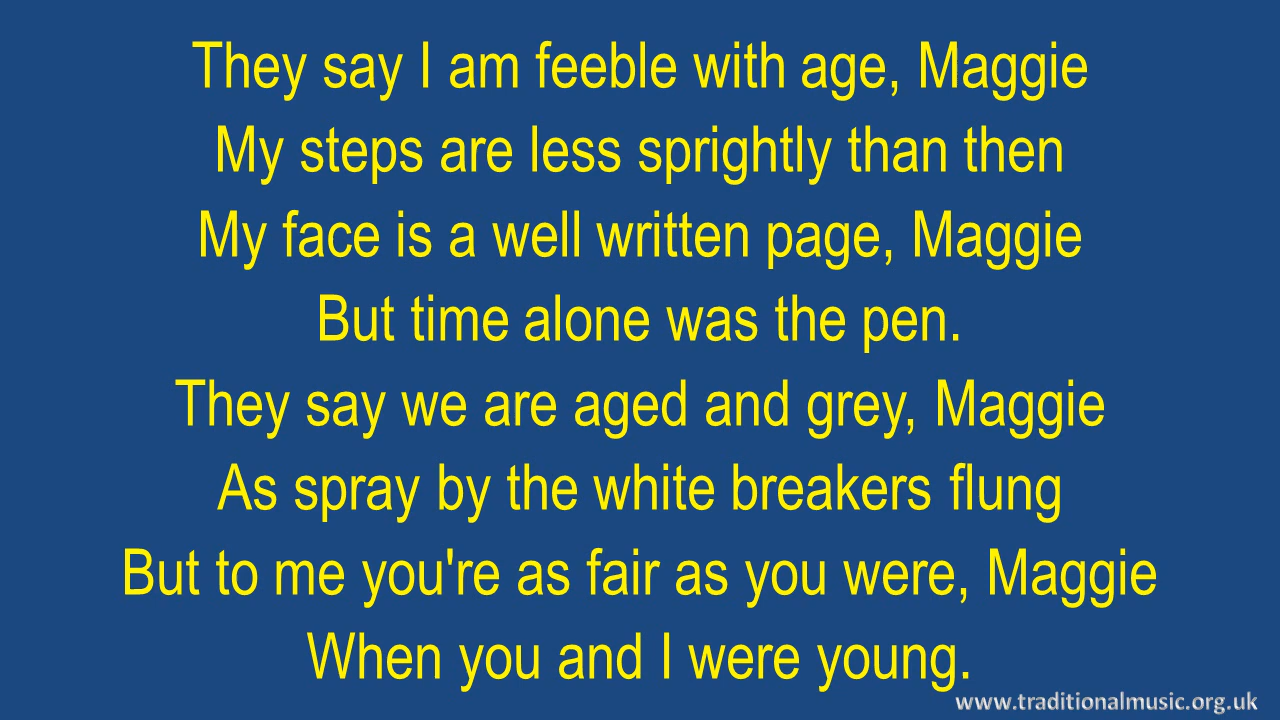 They say I am feeble with age, Maggie
My steps are less sprightly than then
My face is a well written page, Maggie
But time alone was the pen.
They say we are aged and grey, Maggie
As spray by the white breakers flung
But to me you're as fair as you were, Maggie
When you and I were young.
www.traditionalmusic.org.uk